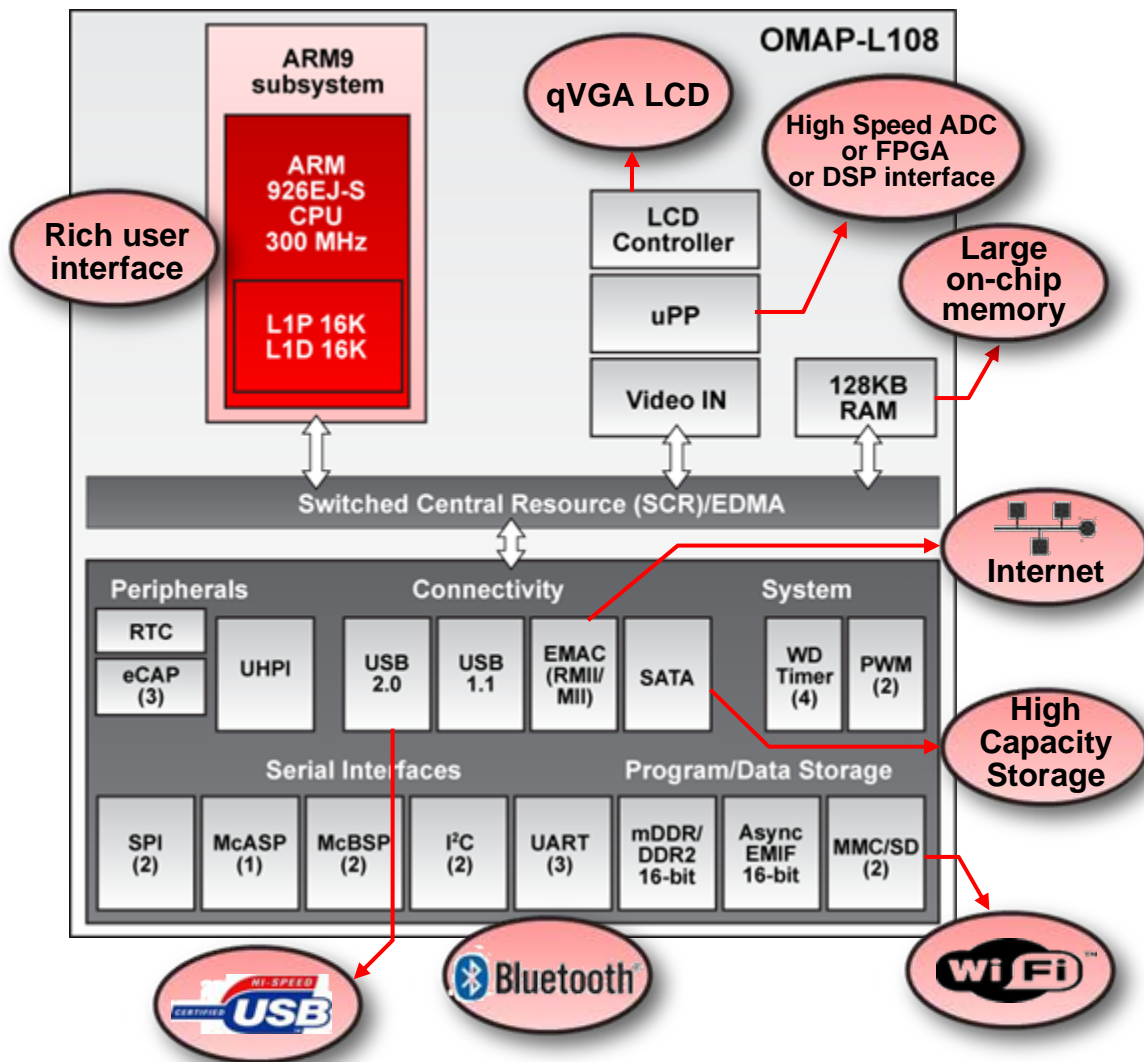 OMAP-L108
ARM9
subsystem
ARM
926EJ-S
CPU
300 MHz
L1P 16K
L1D 16K
Rich user
interface
qVGA LCD
High Speed ADC
or FPGA
or DSP interface
LCD
Controller
uPP
Video IN
Large
on-chip
memory
128KB
RAM
Switched Central Resource (SCR)/EDMA
Internet
Peripherals
Connectivity
System
RTC
eCAP
(3)
UHPI
USB
2.0
USB
1.1
EMAC
(RMII/
MII)
SATA
WD
Timer
(4)
PWM
(2)
High
Capacity
Storage
Serial Interfaces
Program/Data Storage
SPI
(2)
McASP
(1)
McBSP
(2)
I²C
(2)
UART
(3)
mDDR/
DDR2
16-bit
Async
EMIF
16-bit
MMC/SD
(2)
HI-SPEED
CERTIFIED
USB
Bluetooth®
Wi Fi™